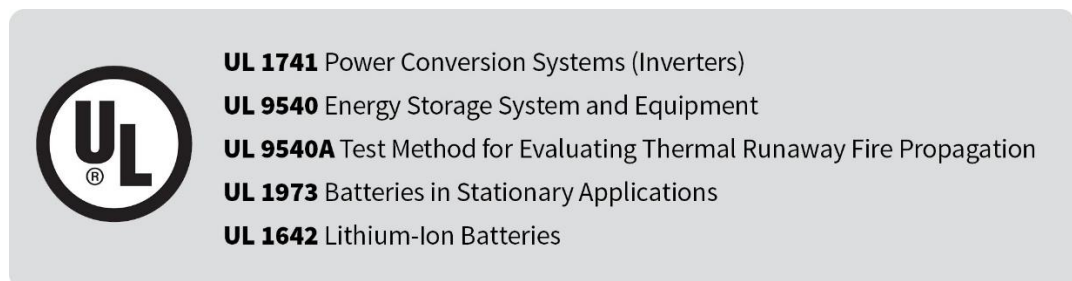 UL
®
UL 1741 Power Conversion Systems (Inverters)
UL 9540 Energy Storage System and Equipment
UL 9540A Test Method for Evaluating Thermal Runaway Fire Propagation
UL 1973 Batteries in Stationary Applications
UL 1642 Lithium-Ion Batteries